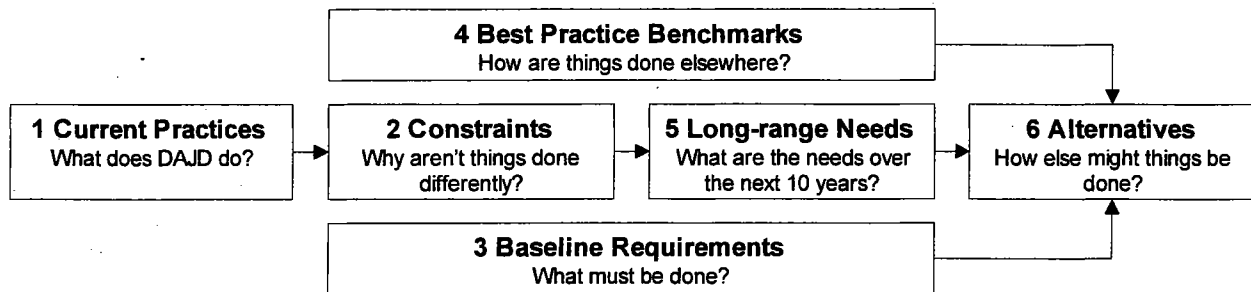 4 Best Practice Benchmarks
How are things done elsewhere?
1 Current Practices
What does DAJD do?
2 Constraints
Why aren't things done
differently?
5 Long-range Needs
What are the needs over
the next 10 years?
6 Alternatives
How else might things be
done?
3 Baseline Requirements
What must be done?